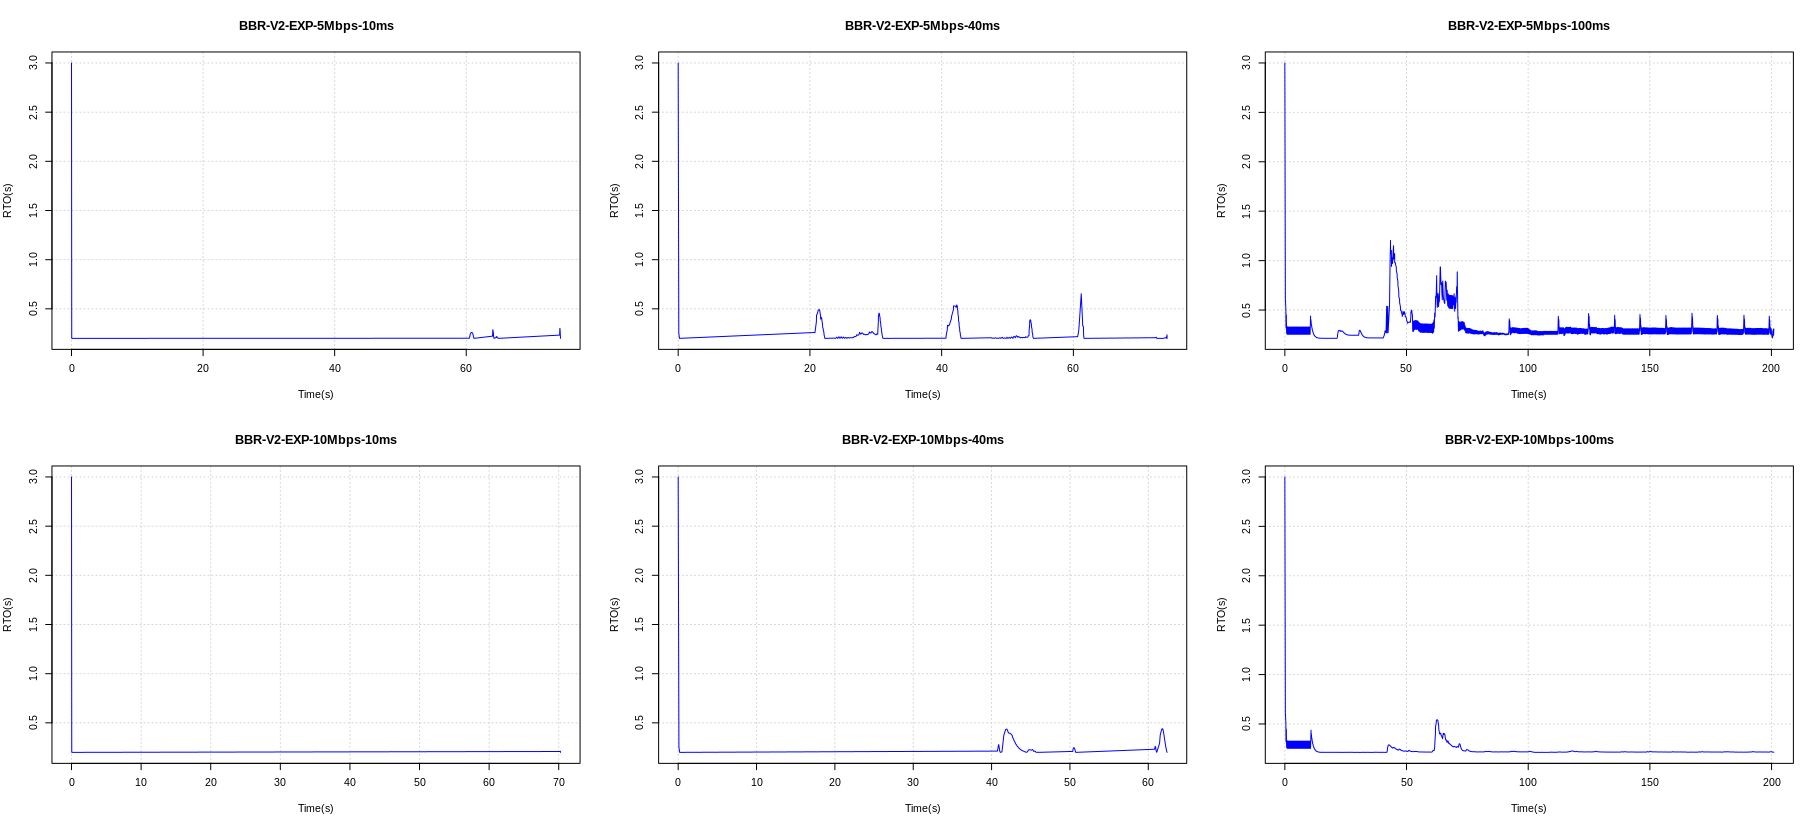 BBR-V2-EXP-5Mbps-10ms
RTO(s)
3.0
2.5
2.0
1.5
1.0
0.5
0 20 40 60
Time(s)
BBR-V2-EXP-5Mbps-40ms
RTO(s)
3.0
2.5
2.0
1.5
1.0
0.5
0 20 40 60
Time(s)
BBR-V2-EXP-5Mbps-100ms
RTO(s)
3.0
2.5
2.0
1.5
1.0
0.5
0 50 100 150 200
Time(s)
BBR-V2-EXP-10Mbps-10ms
RTO(s)
3.0
2.5
2.0
1.5
1.0
0.5
0 10 20 30 40 50 60 70
Time(s)
BBR-V2-EXP-10Mbps-40ms
RTO(s)
3.0
2.5
2.0
1.5
1.0
0.5
0 10 20 30 40 50 60
Time(s)
BBR-V2-EXP-10Mbps-100ms
RTO(s)
3.0
2.5
2.0
1.5
1.0
0.5
0 50 100 150 200
Time(s)